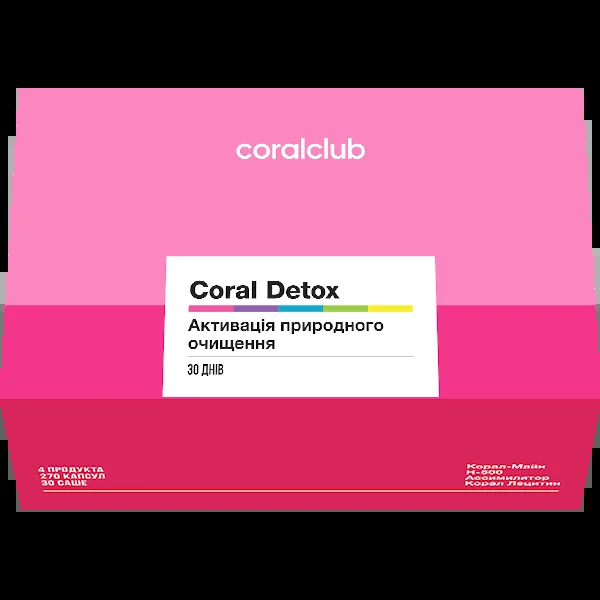 coralclub
Coral Detox
Активація природного
очищення
30 ДНІВ
4 ПРОДУКТА
270 КАПСУЛ
30 САШЕ
Корал-Майн
H-500
Ассимилятор
Корал Лецитин